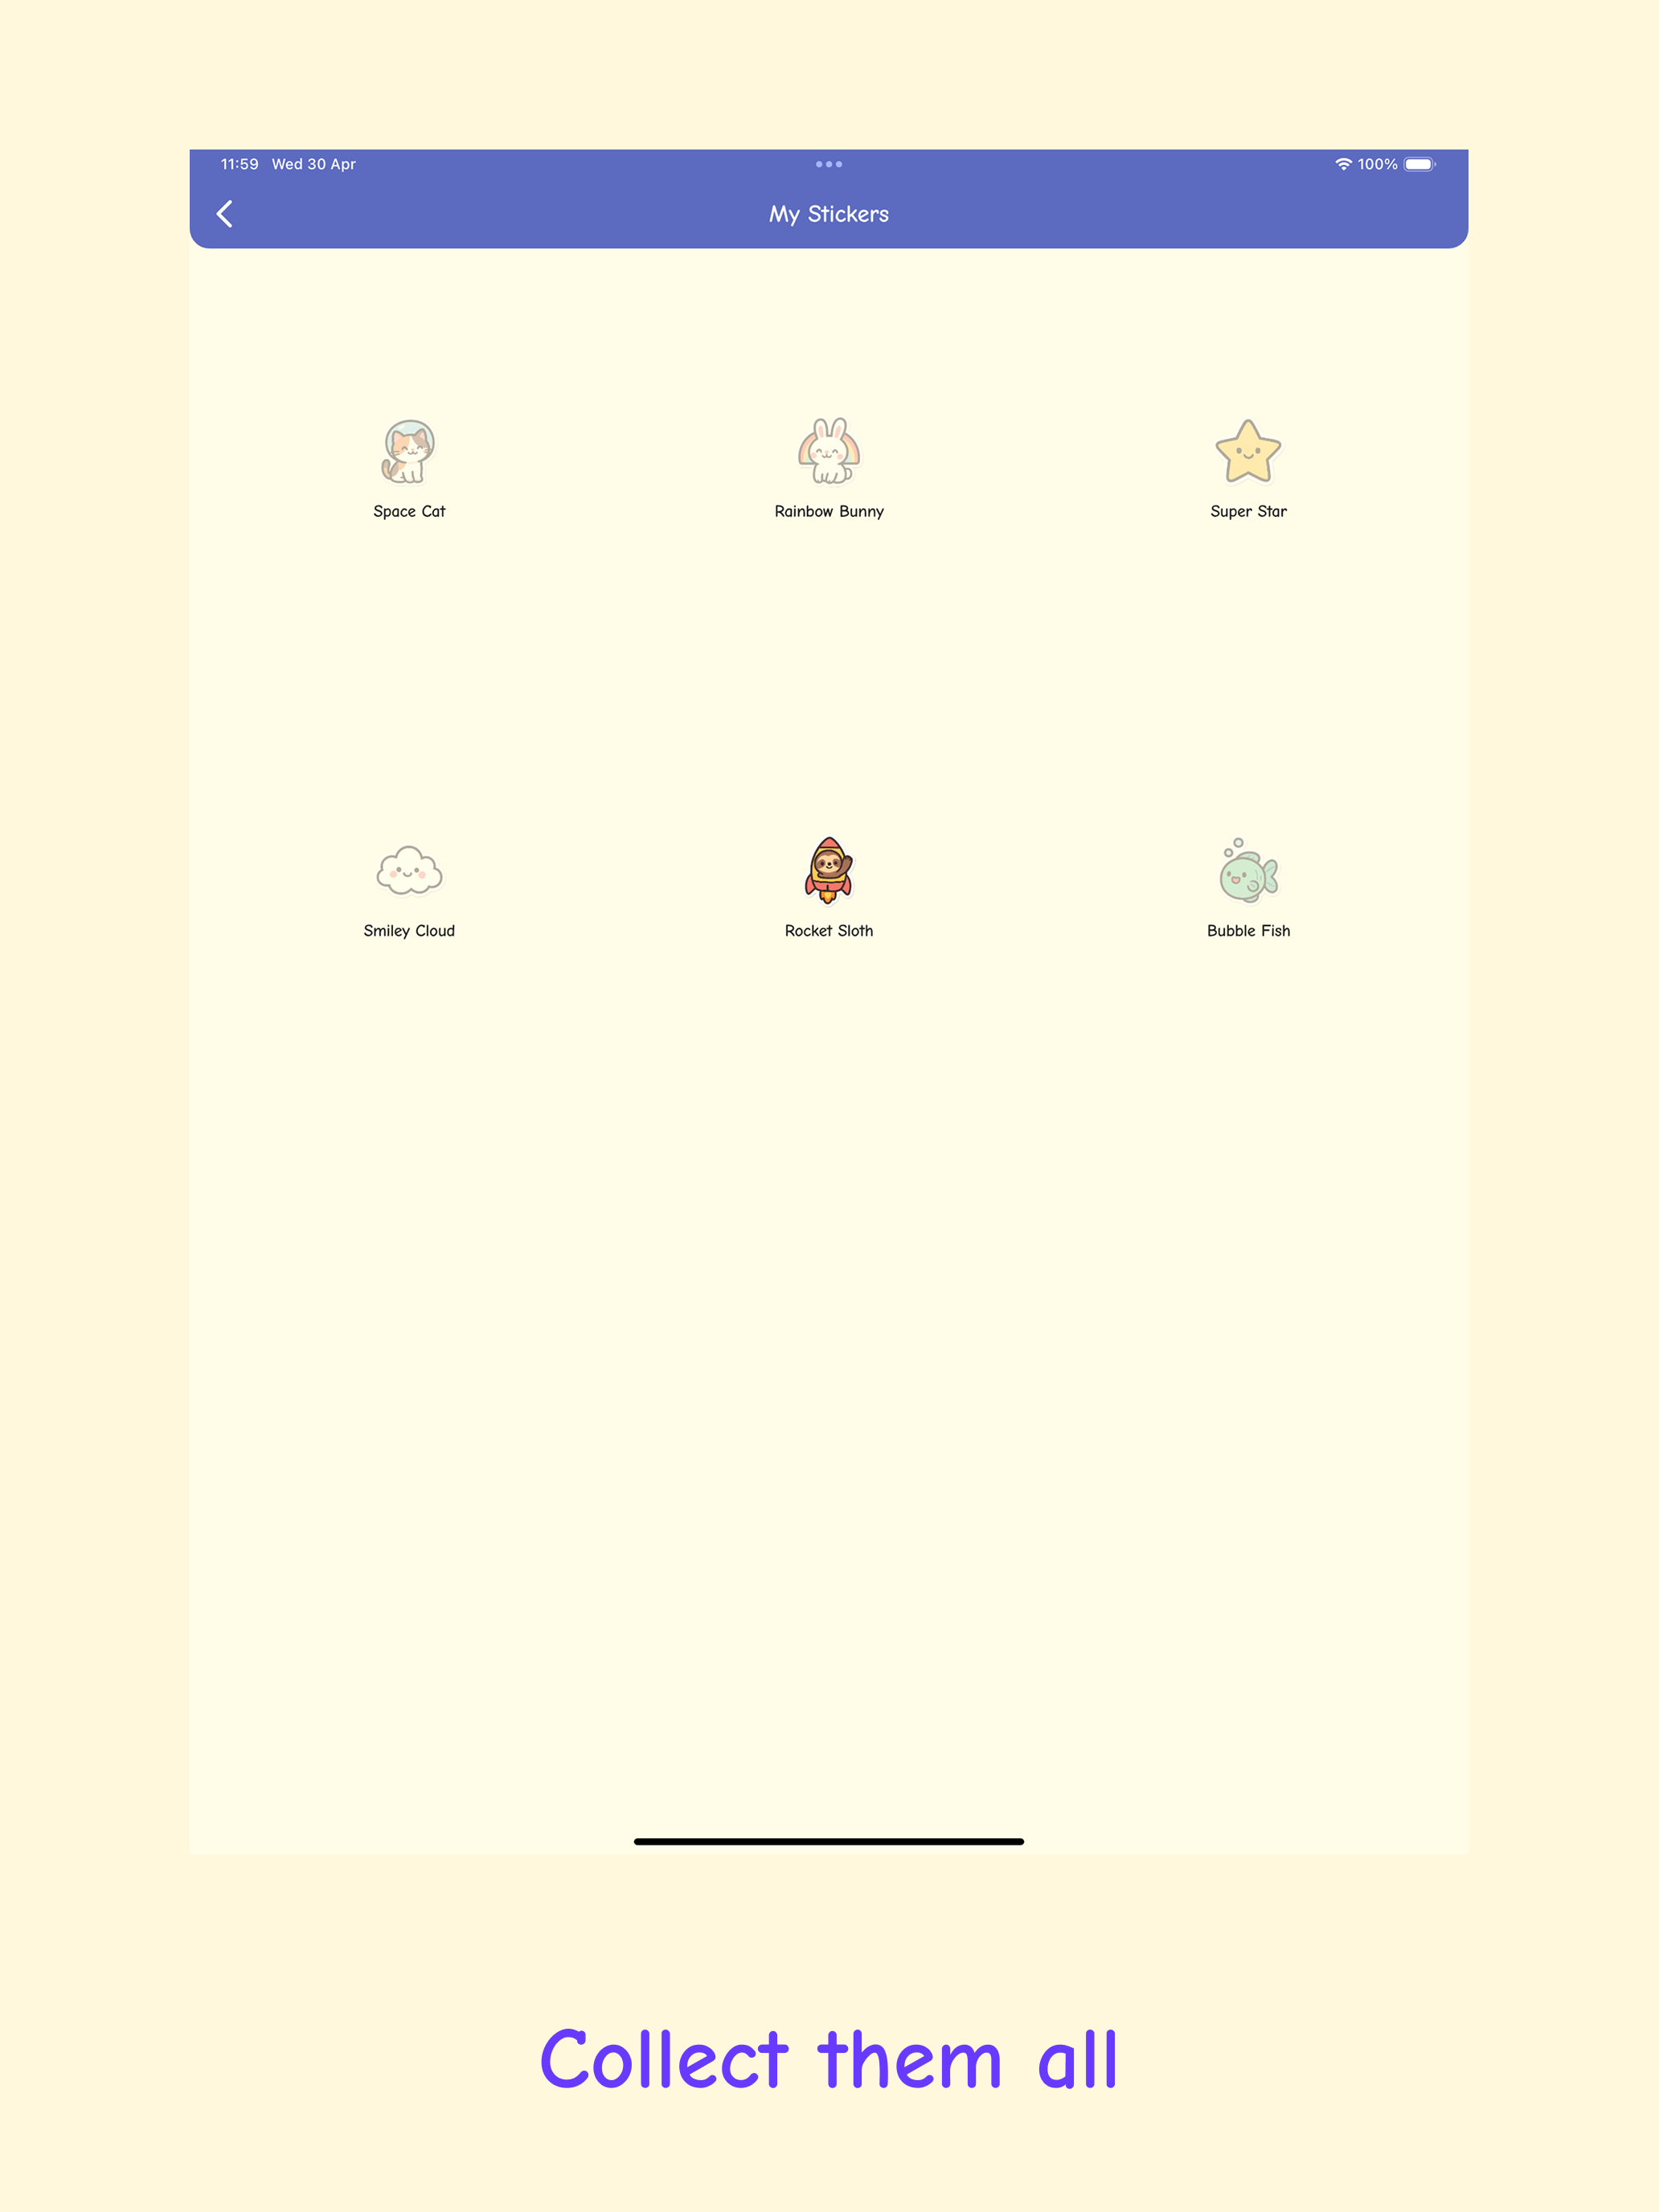 11:59 Wed 30 Apr
100%
My Stickers
Space Cat
Rainbow Bunny
Super Star
Smiley Cloud
Rocket Sloth
Bubble Fish
Collect them all